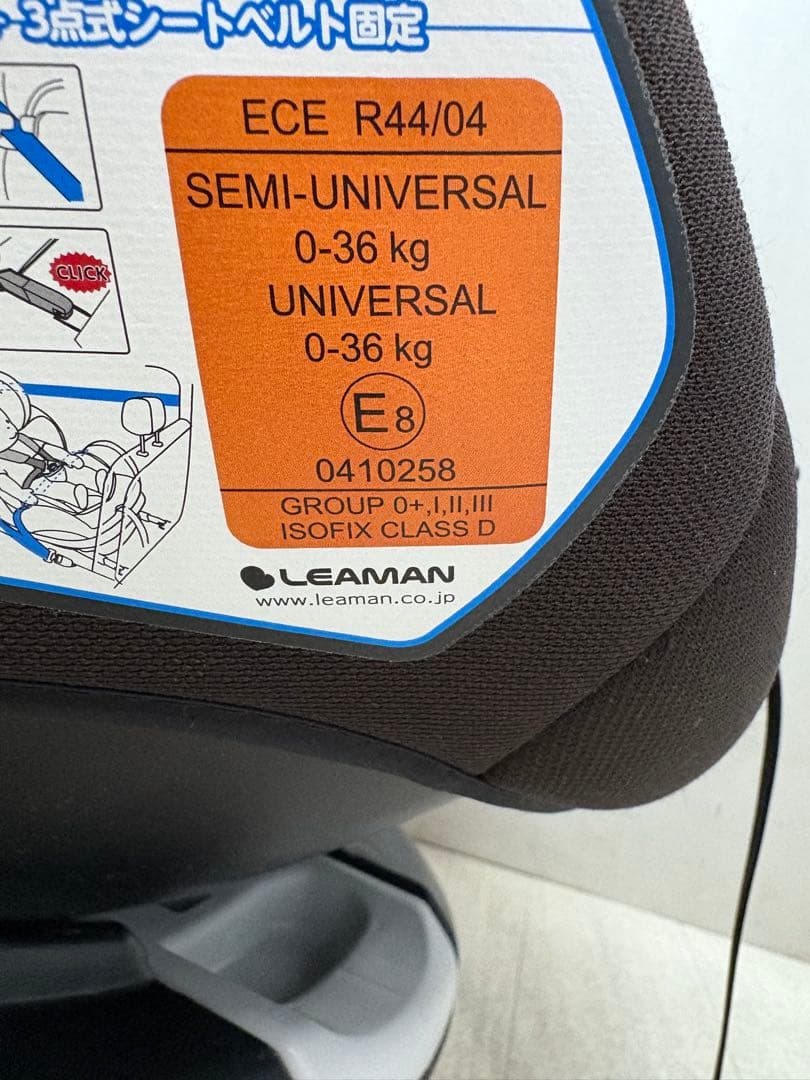 3点式シートベルト固定
ECE R44/04
SEMI-UNIVERSAL
0-36 kg
UNIVERSAL
0-36 kg
CLICK
E8
0410258
GROUP 0+,I,II,III
ISOFIX CLASS D
LEAMAN
www.leaman.co.jp